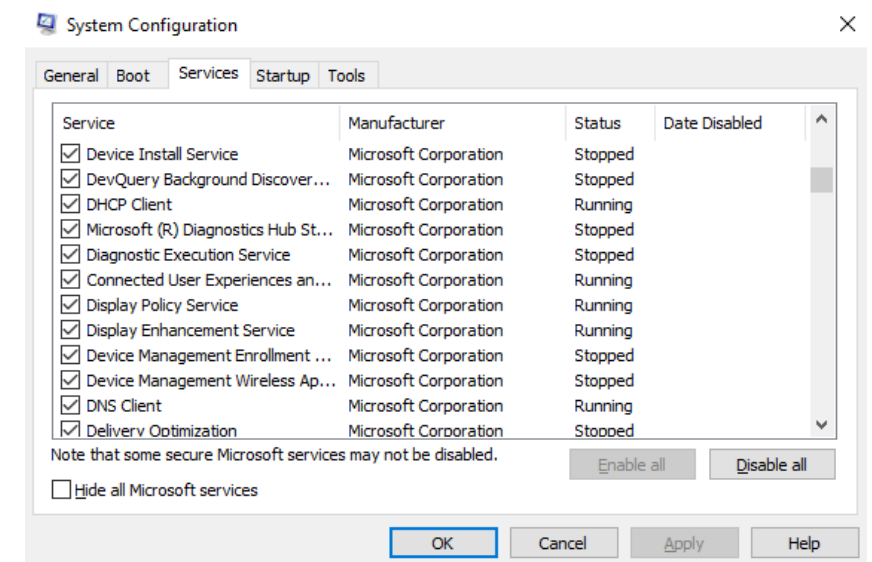 System Configuration
General Boot Services Startup Tools
Service Manufacturer Status Date Disabled
Device Install Service Microsoft Corporation Stopped
DevQuery Background Discover... Microsoft Corporation Stopped
DHCP Client Microsoft Corporation Running
Microsoft (R) Diagnostics Hub St... Microsoft Corporation Stopped
Diagnostic Execution Service Microsoft Corporation Stopped
Connected User Experiences an... Microsoft Corporation Running
Display Policy Service Microsoft Corporation Running
Display Enhancement Service Microsoft Corporation Running
Device Management Enrollment ... Microsoft Corporation Stopped
Device Management Wireless Ap... Microsoft Corporation Stopped
DNS Client Microsoft Corporation Running
Delivery Optimization Microsoft Corporation Stopped
Note that some secure Microsoft services may not be disabled.
Enable all Disable all
Hide all Microsoft services
OK Cancel Apply Help